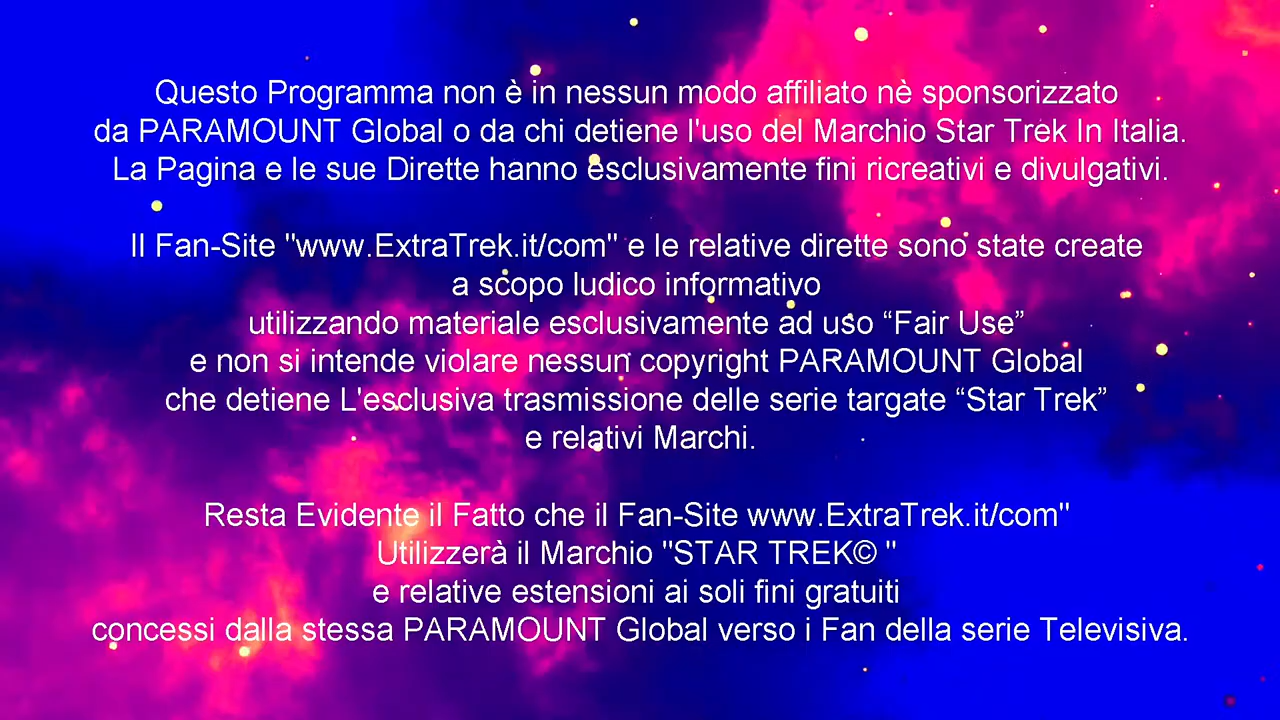 Questo Programma non è in nessun modo affiliato nè sponsorizzato
da PARAMOUNT Global o da chi detiene l'uso del Marchio Star Trek In Italia.
La Pagina e le sue Dirette hanno esclusivamente fini ricreativi e divulgativi.
Il Fan-Site "www.ExtraTrek.it/com" e le relative dirette sono state create
a scopo ludico informativo
utilizzando materiale esclusivamente ad uso “Fair Use”
e non si intende violare nessun copyright PARAMOUNT Global
che detiene L'esclusiva trasmissione delle serie targate “Star Trek”
e relativi Marchi.
Resta Evidente il Fatto che il Fan-Site www.ExtraTrek.it/com"
Utilizzerà il Marchio "STAR TREK© "
e relative estensioni ai soli fini gratuiti
concessi dalla stessa PARAMOUNT Global verso i Fan della serie Televisiva.